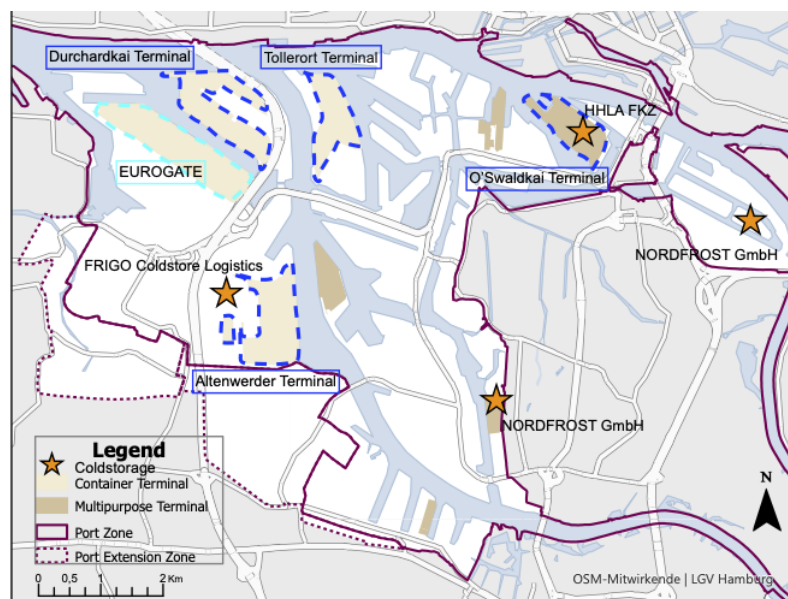 Durchardkai Terminal
Tollerort Terminal
HHLA FKZ
EUROGATE
O'Swaldkai Terminal
NORDFROST GmbH
FRIGO Coldstore Logistics
Altenwerder Terminal
NORDFROST GmbH
Legend
Coldstorage
Container Terminal
Multipurpose Terminal
Port Zone
Port Extension Zone
0 0,5 1 2 Km
N
OSM-Mitwirkende | LGV Hamburg